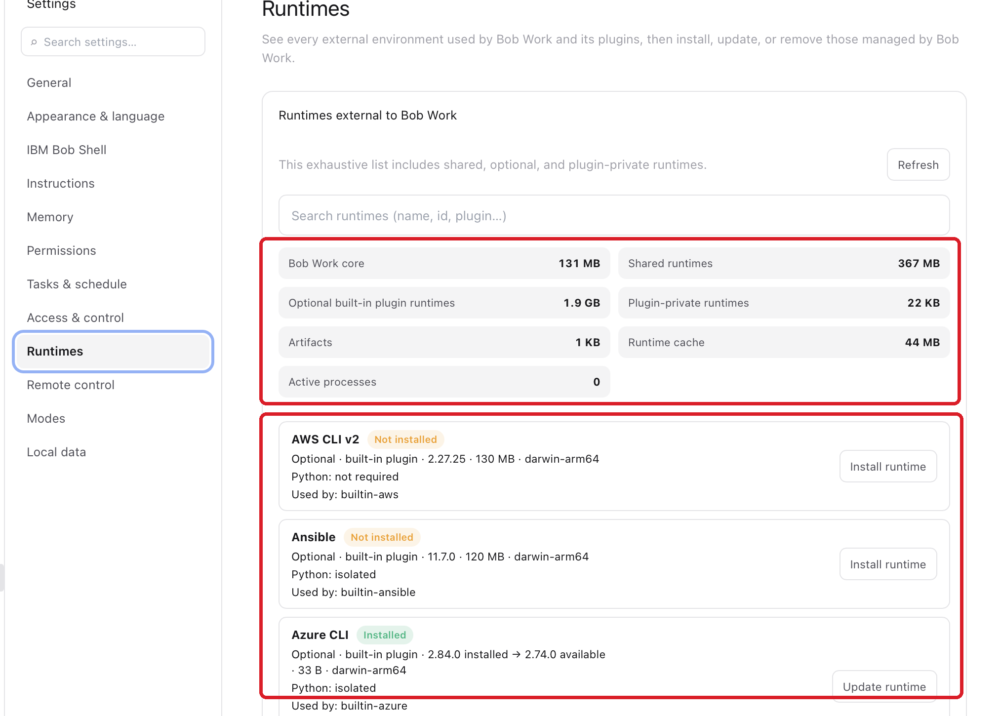 Settings
Search settings...
General
Appearance & language
IBM Bob Shell
Instructions
Memory
Permissions
Tasks & schedule
Access & control
Runtimes
Remote control
Modes
Local data
Runtimes
See every external environment used by Bob Work and its plugins, then install, update, or remove those managed by Bob
Work.
Runtimes external to Bob Work
This exhaustive list includes shared, optional, and plugin-private runtimes.
Refresh
Search runtimes (name, id, plugin...)
Bob Work core 131 MB
Shared runtimes 367 MB
Optional built-in plugin runtimes 1.9 GB
Plugin-private runtimes 22 KB
Artifacts 1 KB
Runtime cache 44 MB
Active processes 0
AWS CLI v2 Not installed
Optional · built-in plugin · 2.27.25 · 130 MB · darwin-arm64
Python: not required
Used by: builtin-aws
Install runtime
Ansible Not installed
Optional · built-in plugin · 11.7.0 · 120 MB · darwin-arm64
Python: isolated
Used by: builtin-ansible
Install runtime
Azure CLI Installed
Optional · built-in plugin · 2.84.0 installed → 2.74.0 available
· 33 B · darwin-arm64
Python: isolated
Used by: builtin-azure
Update runtime